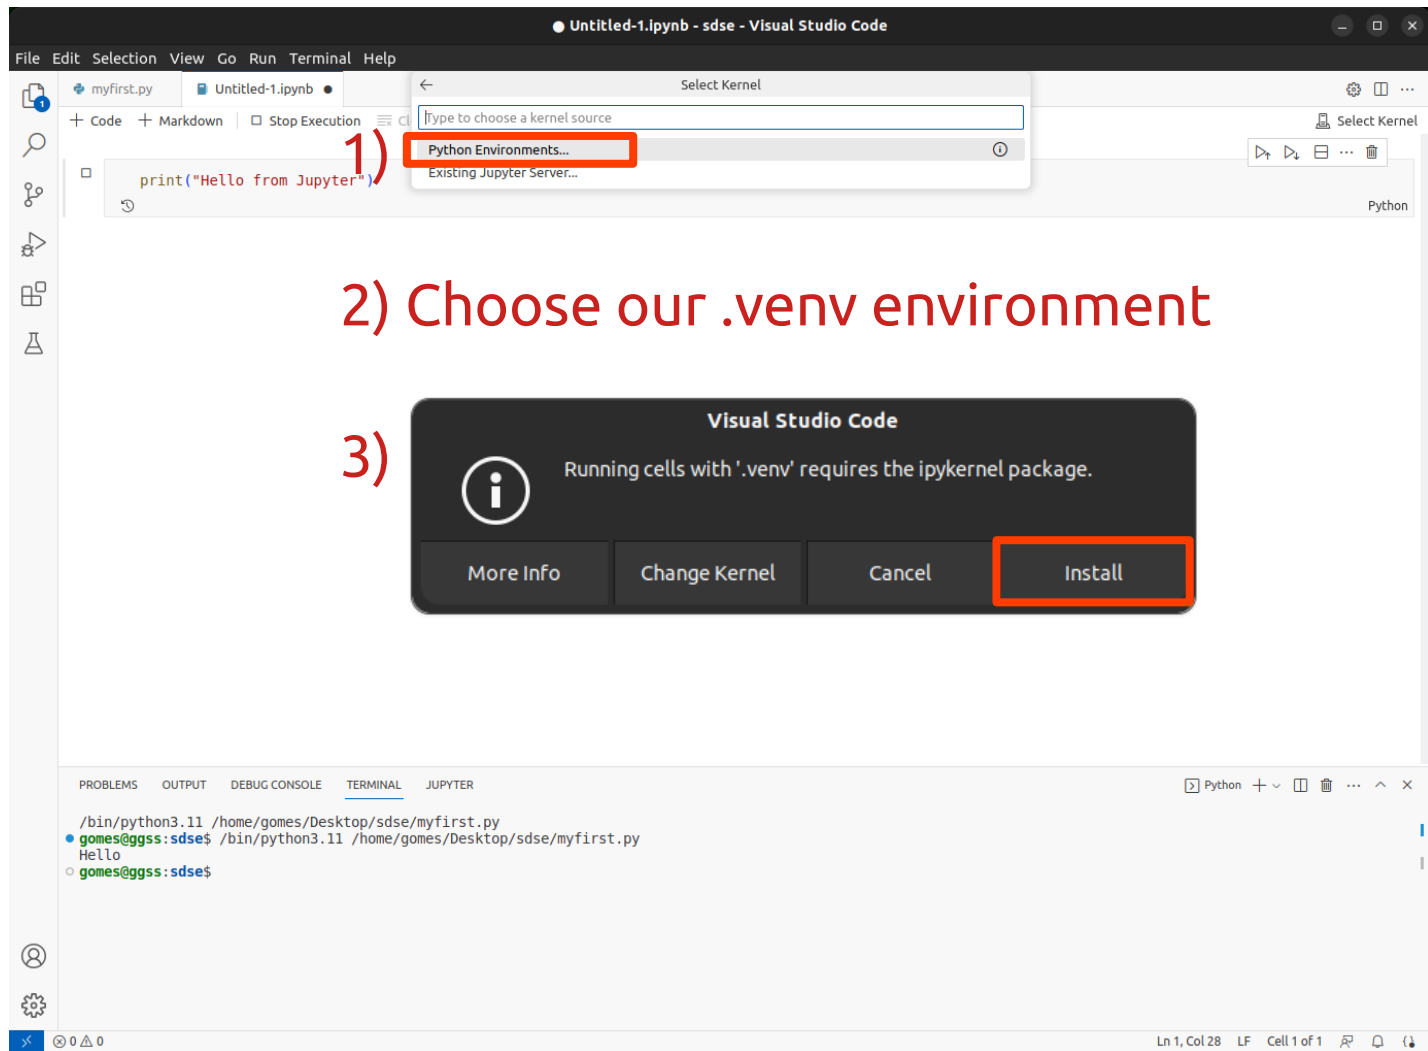 Untitled-1.ipynb - sdse - Visual Studio Code
File Edit Selection View Go Run Terminal Help
1
myfirst.py
Untitled-1.ipynb
Select Kernel
Type to choose a kernel source
+ Code + Markdown Stop Execution
Select Kernel
1)
Python Environments...
Existing Jupyter Server...
print("Hello from Jupyter")
Python
2) Choose our .venv environment
3)
Visual Studio Code
Running cells with '.venv' requires the ipykernel package.
More Info Change Kernel Cancel Install
PROBLEMS OUTPUT DEBUG CONSOLE TERMINAL JUPYTER
Python
/bin/python3.11 /home/gomes/Desktop/sdse/myfirst.py
gomes@ggss:sdse$ /bin/python3.11 /home/gomes/Desktop/sdse/myfirst.py
Hello
gomes@ggss:sdse$
0 0
Ln 1, Col 28 LF Cell 1 of 1